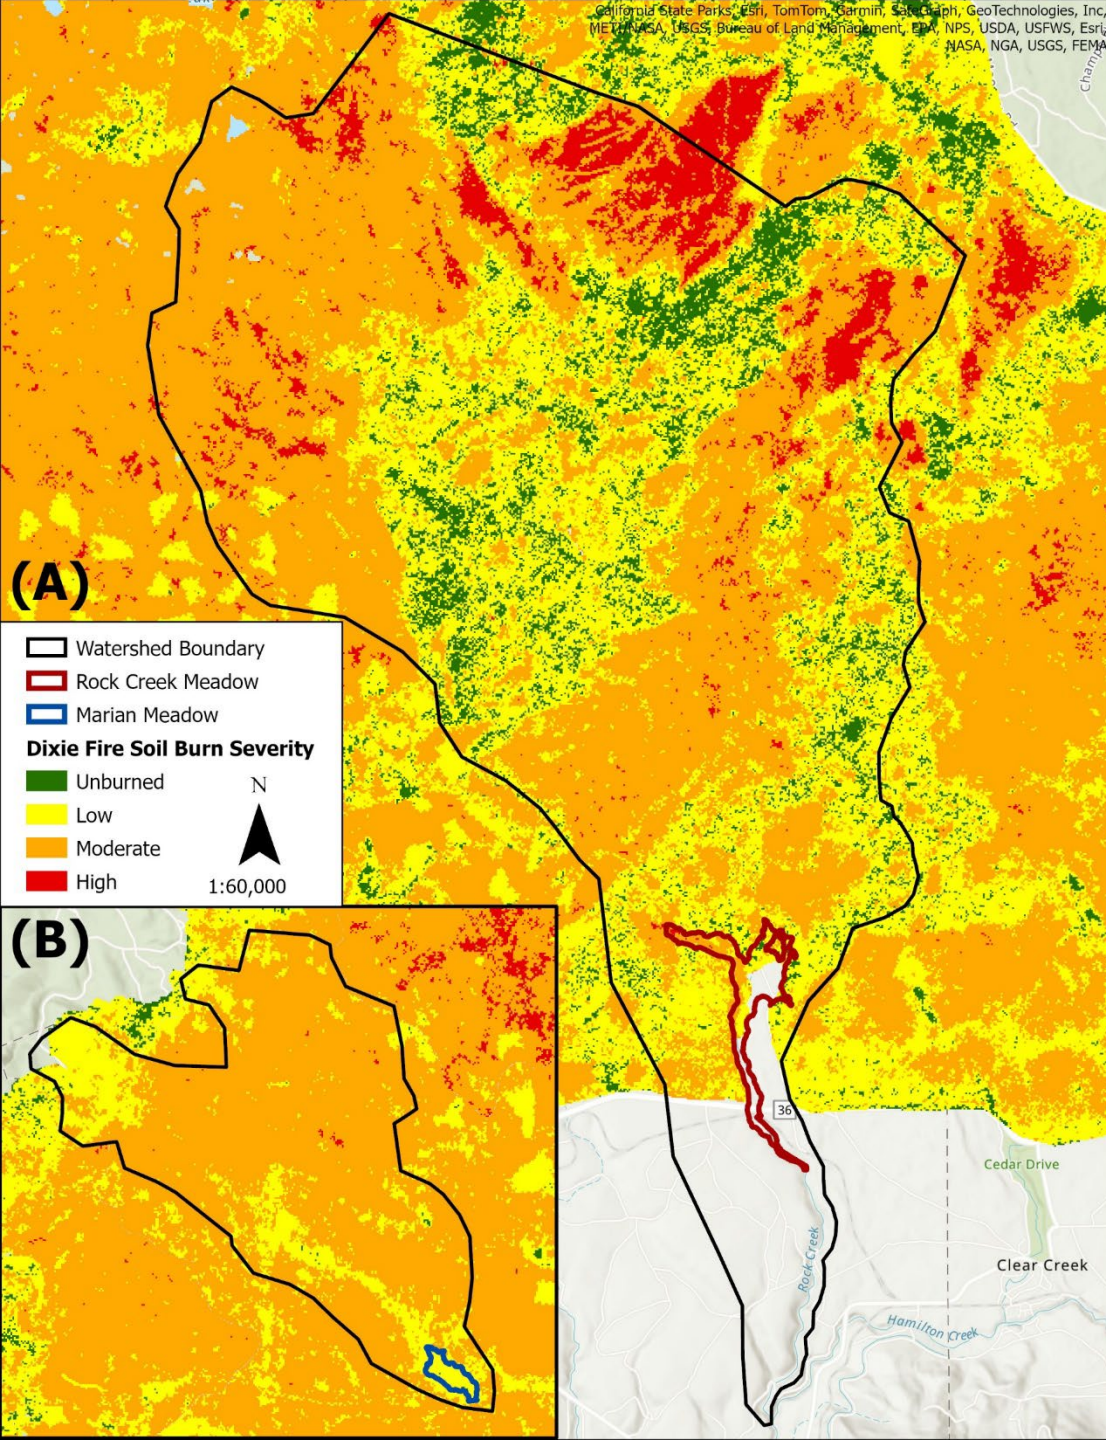 California State Parks, Esri, TomTom, Garmin, SafeGraph, GeoTechnologies, Inc,
METI/NASA, USGS, Bureau of Land Management, EPA, NPS, USDA, USFWS, Esri,
NASA, NGA, USGS, FEMA
Champ
(A)
Watershed Boundary
Rock Creek Meadow
Marian Meadow
Dixie Fire Soil Burn Severity
Unburned
Low
Moderate
High
N
1:60,000
(B)
36
Cedar Drive
Rock Creek
Clear Creek
Hamilton Creek